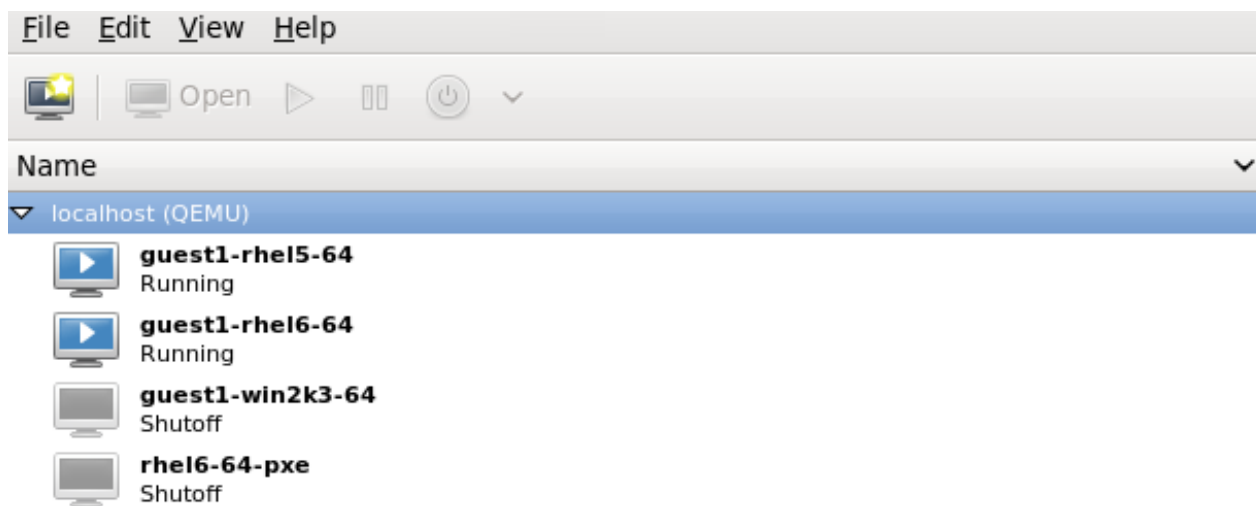 File Edit View Help
Open
Name
localhost (QEMU)
guest1-rhel5-64
Running
guest1-rhel6-64
Running
guest1-win2k3-64
Shutoff
rhel6-64-pxe
Shutoff